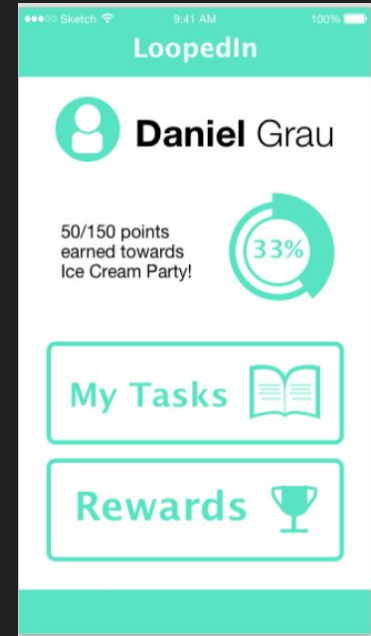 ●●●○○ Sketch 9:41 AM 100%
LoopedIn
Daniel Grau
50/150 points
earned towards
Ice Cream Party!
33%
My Tasks
Rewards